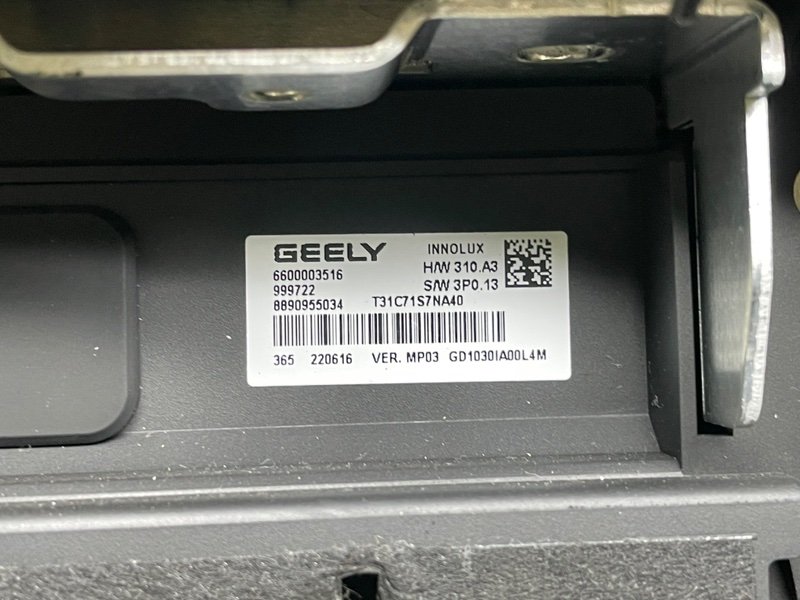 GEELY INNOLUX
6600003516 H/W 310.A3
999722 S/W 3P0.13
8890955034 T31C71S7NA40
365 220616 VER. MP03 GD1030IA00L4M